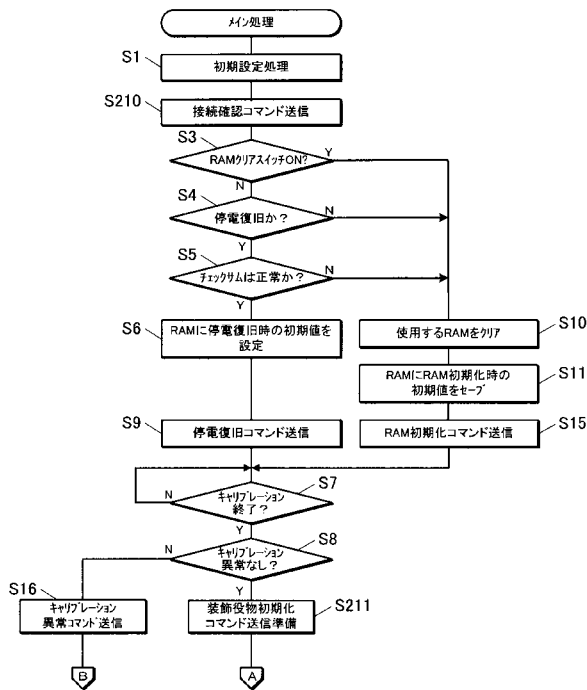 メイン処理
S1
初期設定処理
S210
接続確認コマンド送信
S3
RAMクリアスイッチON?
Y
N
S4
停電復旧か？
N
Y
S5
チェックサムは正常か？
N
Y
S6
RAMに停電復旧時の初期値を
設定
使用するRAMをクリア
S10
RAMにRAM初期化時の
初期値をセーブ
S11
S9
停電復旧コマンド送信
RAM初期化コマンド送信
S15
S7
キャリブレーション
終了？
N
Y
S8
キャリブレーション
異常なし？
N
Y
S16
キャリブレーション
異常コマンド送信
装飾役物初期化
コマンド送信準備
S211
B
A